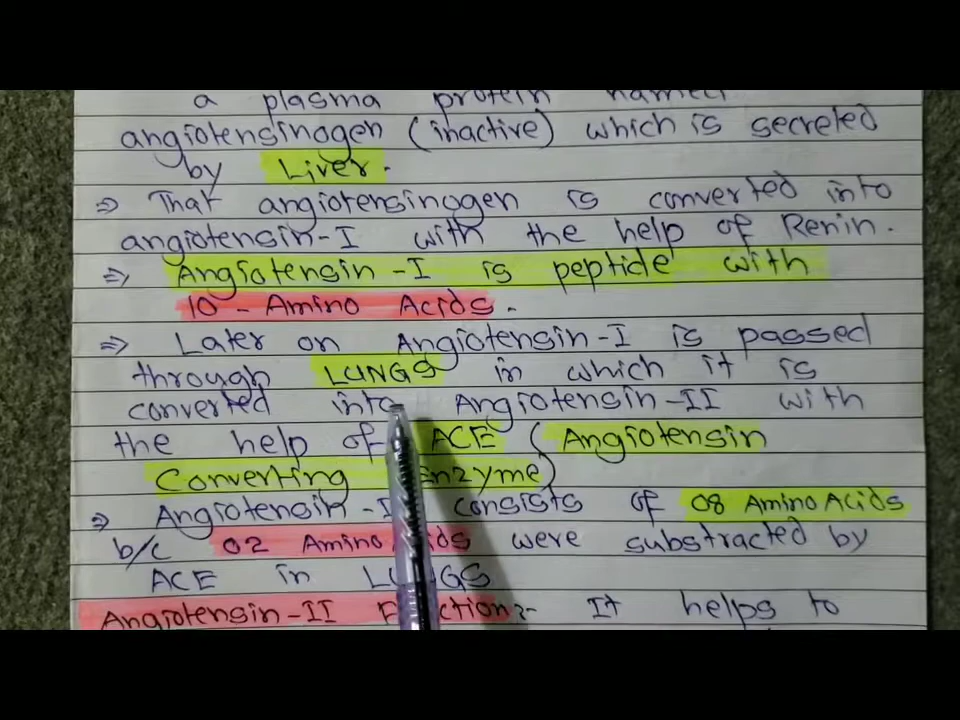 a plasma protein named
angiotensinogen (inactive) which is secreted
by Liver.
⇒ That angiotensinogen is converted into
angiotensin-I with the help of Renin.
⇒ Angiotensin-I is peptide with
10-Amino Acids.
⇒ Later on Angiotensin-I is passed
through LUNGS in which it is
converted into Angiotensin-II with
the help of ACE (Angiotensin
Converting Enzyme)
⇒ Angiotensin consists of 08 Amino Acids
b/c 02 Amino were substracted by
ACE in LUNGS
Angiotensin-II It helps to